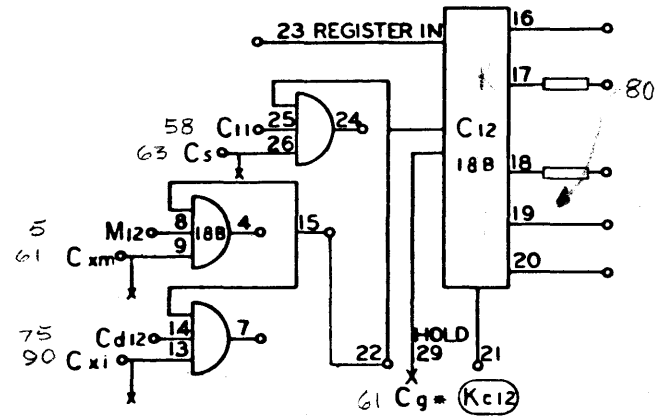 16
23 REGISTER IN
17
80
58 C11 25 24
C12
63 Cs 26
18B
18
5 M12 8 18B 4 15
19
61 Cxm 9
20
75 Cd12 14 7
HOLD
90 Cxi 13
22 29 21
61 Cg* Kc12